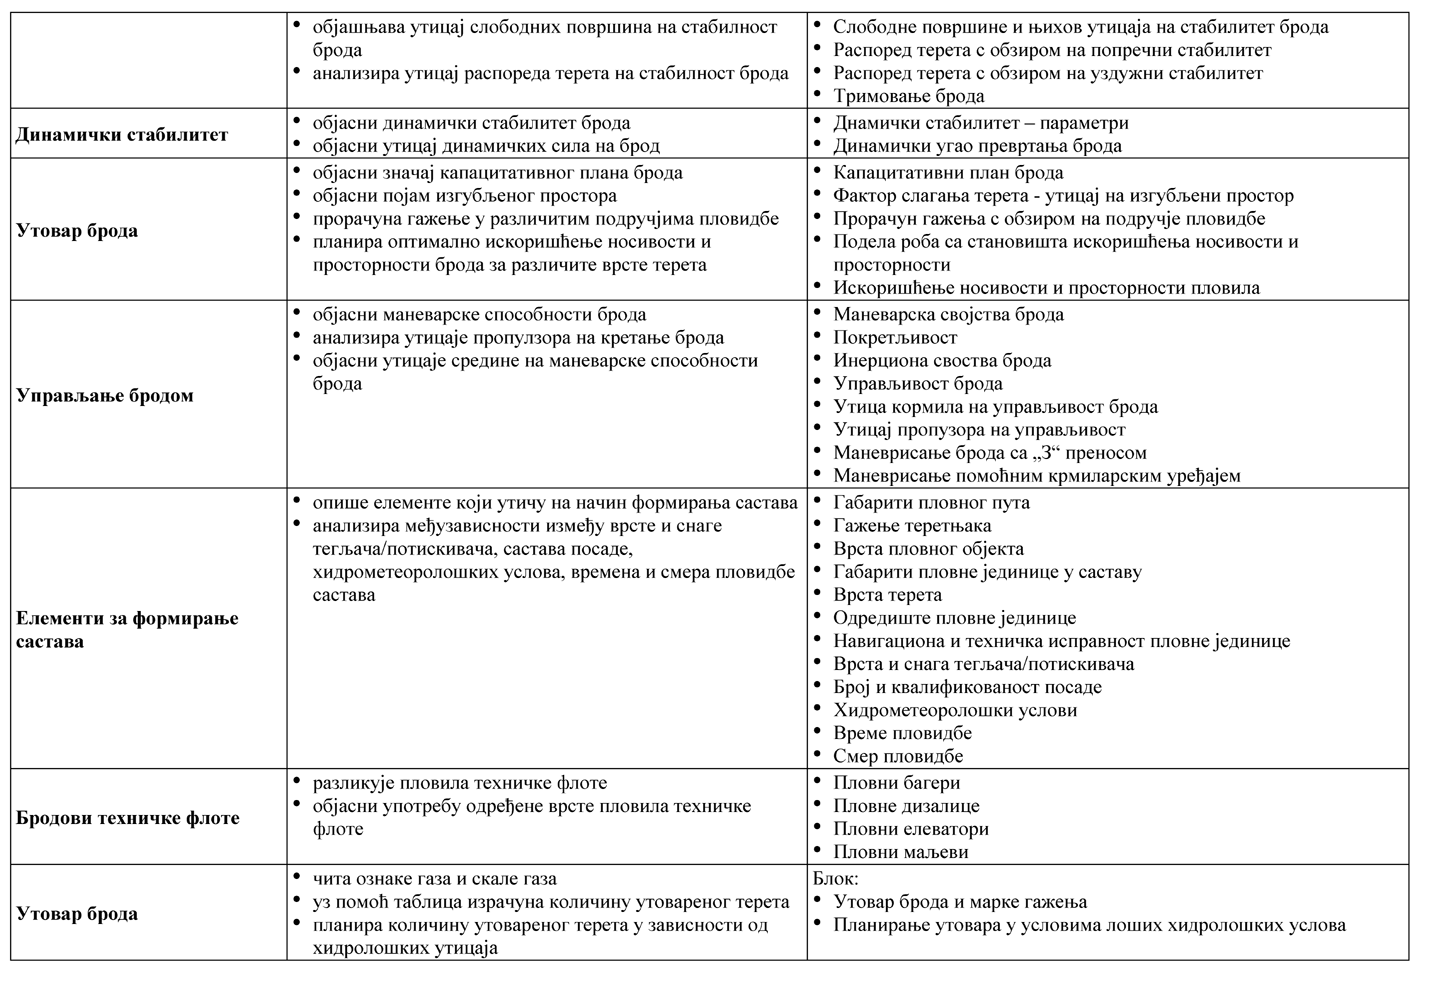 • објашњава утицај слободних површина на стабилност
брода
• анализира утицај распореда терета на стабилност брода
• Слободне површине и њихов утицаја на стабилитет брода
• Распоред терета с обзиром на попречни стабилитет
• Распоред терета с обзиром на уздужни стабилитет
• Тримовање брода
Динамички стабилитет
• објасни динамички стабилитет брода
• објасни утицај динамичких сила на брод
• Днамички стабилитет – параметри
• Динамички угао превртања брода
Утовар брода
• објасни значај капацитативног плана брода
• објасни појам изгубљеног простора
• прорачуна гажење у различитим подручјима пловидбе
• планира оптимално искоришћење носивости и
просторности брода за различите врсте терета
• Капацитативни план брода
• Фактор слагања терета - утицај на изгубљени простор
• Прорачун гажења с обзиром на подручје пловидбе
• Подела роба са становишта искоришћења носивости и
просторности
• Искоришћење носивости и просторности пловила
Управљање бродом
• објасни маневарске способности брода
• анализира утицаје пропулзора на кретање брода
• објасни утицаје средине на маневарске способности
брода
• Маневарска својства брода
• Покретљивост
• Инерциона своства брода
• Управљивост брода
• Утица кормила на управљивост брода
• Утицај пропузора на управљивост
• Маневрисање брода са „З“ преносом
• Маневрисање помоћним крмиларским уређајем
Елементи за формирање
састава
• опише елементе који утичу на начин формирања састава
• анализира међузависности између врсте и снаге
тегљача/потискивача, састава посаде,
хидрометеоролошких услова, времена и смера пловидбе
састава
• Габарити пловног пута
• Гажење теретњака
• Врста пловног објекта
• Габарити пловне јединице у саставу
• Врста терета
• Одредиште пловне јединице
• Навигациона и техничка исправност пловне јединице
• Врста и снага тегљача/потискивача
• Број и квалификованост посаде
• Хидрометеоролошки услови
• Време пловидбе
• Смер пловидбе
Бродови техничке флоте
• разликује пловила техничке флоте
• објасни употребу одређене врсте пловила техничке
флоте
• Пловни багери
• Пловне дизалице
• Пловни елеватори
• Пловни маљеви
Утовар брода
• чита ознаке газа и скале газа
• уз помоћ таблица израчуна количину утовареног терета
• планира количину утовареног терета у зависности од
хидролошких утицаја
Блок:
• Утовар брода и марке гажења
• Планирање утовара у условима лоших хидролошких услова